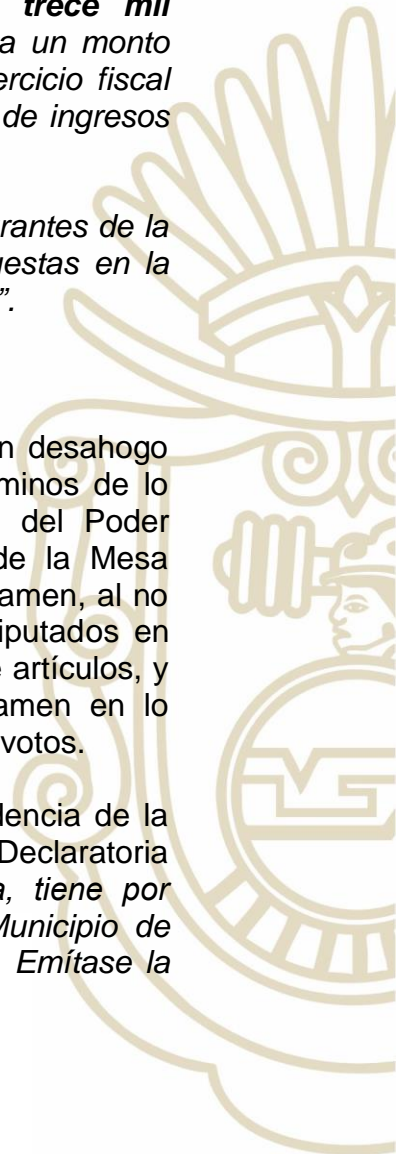 trece mil
a un monto
ercicio fiscal
de ingresos
rantes de la
uestas en la
”.
n desahogo
minos de lo
del Poder
de la Mesa
amen, al no
iputados en
e artículos, y
amen en lo
votos.
dencia de la
Declaratoria
a, tiene por
Municipio de
Emítase la